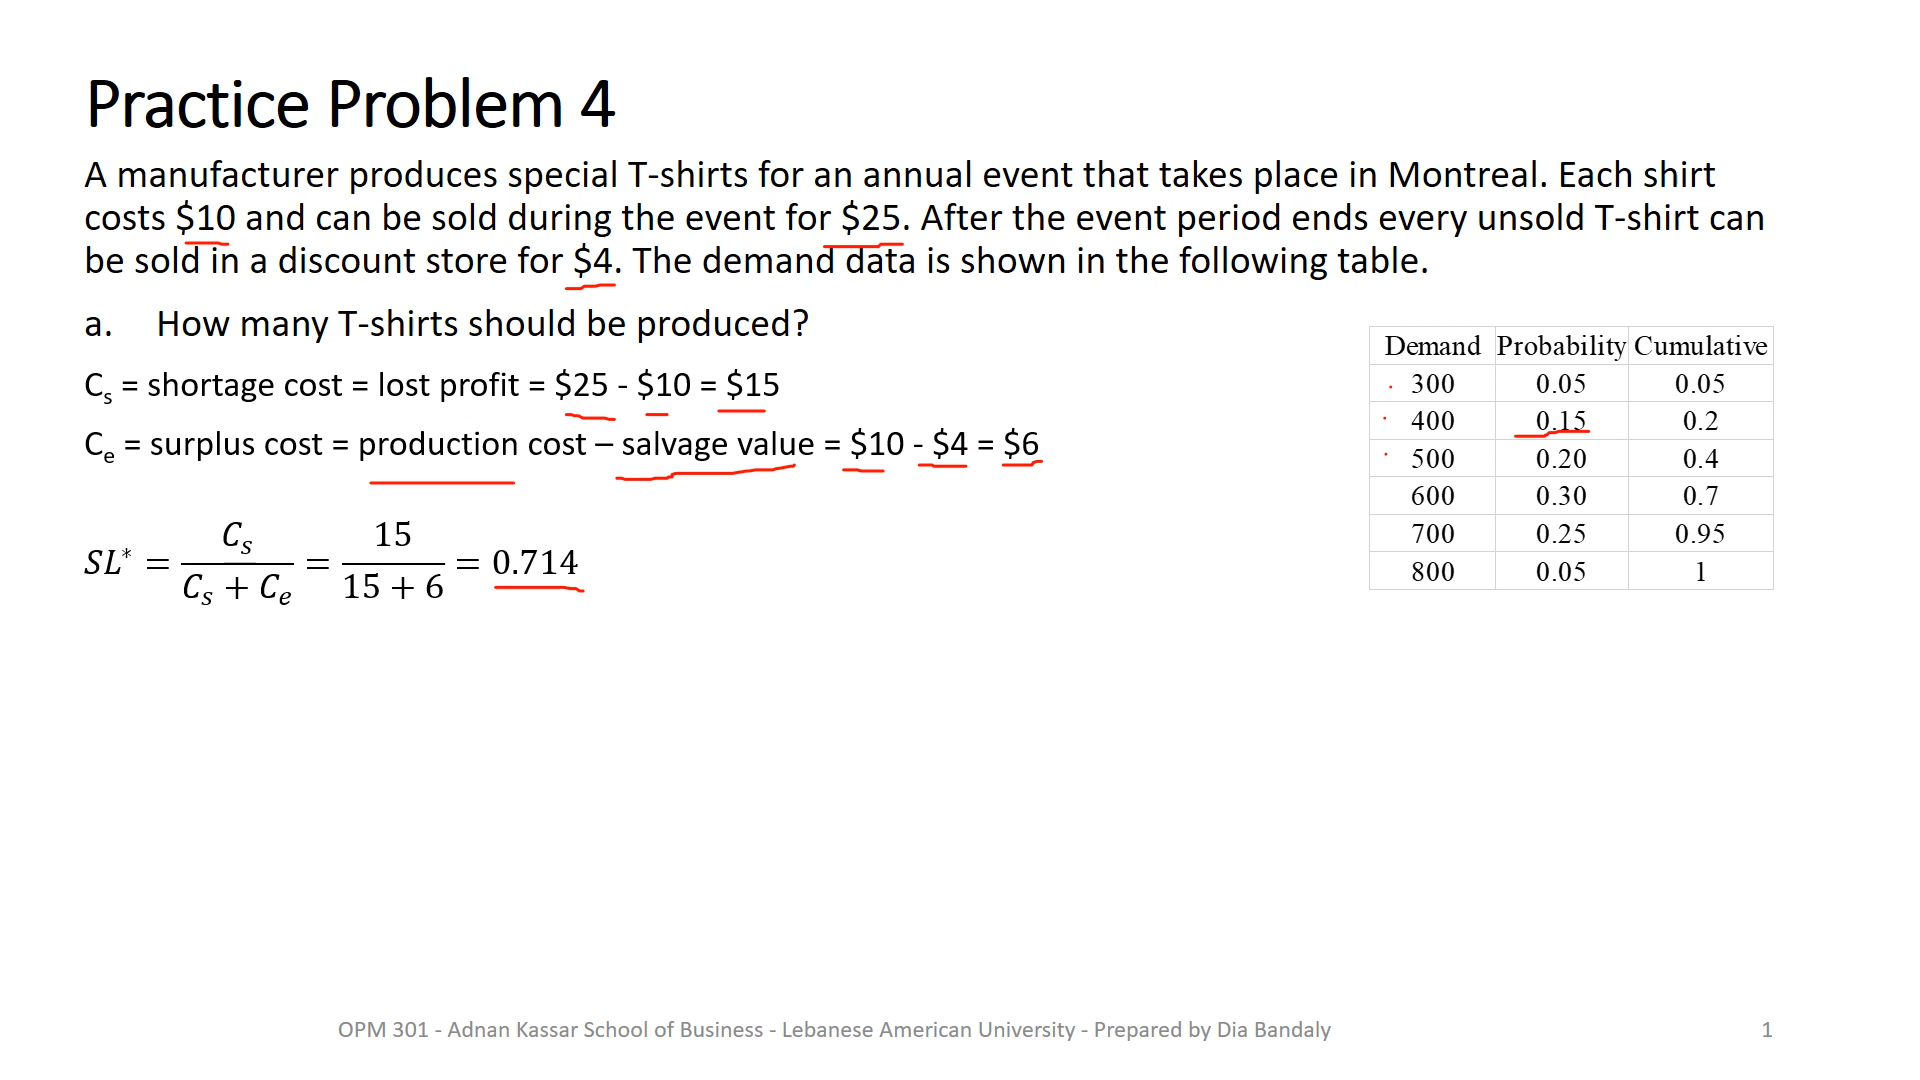 Practice Problem 4
A manufacturer produces special T-shirts for an annual event that takes place in Montreal. Each shirt
costs $10 and can be sold during the event for $25. After the event period ends every unsold T-shirt can
be sold in a discount store for $4. The demand data is shown in the following table.
a. How many T-shirts should be produced?
Cs = shortage cost = lost profit = $25 - $10 = $15
Ce = surplus cost = production cost – salvage value = $10 - $4 = $6
SL* = Cs / (Cs + Ce) = 15 / (15 + 6) = 0.714
Demand Probability Cumulative
300 0.05 0.05
400 0.15 0.2
500 0.20 0.4
600 0.30 0.7
700 0.25 0.95
800 0.05 1
OPM 301 - Adnan Kassar School of Business - Lebanese American University - Prepared by Dia Bandaly
1